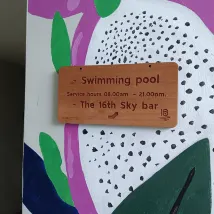 - Swimming pool
Service hours 06.00am. - 21.00pm.
- The 16th Sky bar